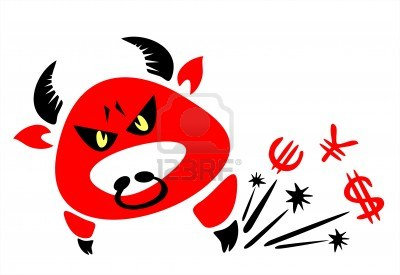 € ¥ $
123RF